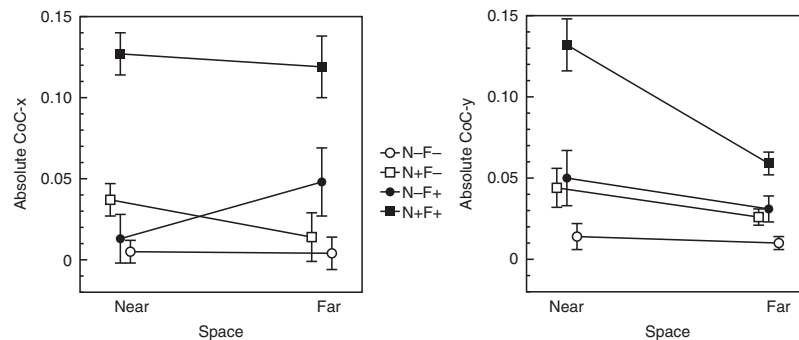 0.15
0.10
0.05
0
Absolute CoC-x
Near
Far
Space
N–F–
N+F–
N–F+
N+F+
0.15
0.10
0.05
0
Absolute CoC-y
Near
Far
Space